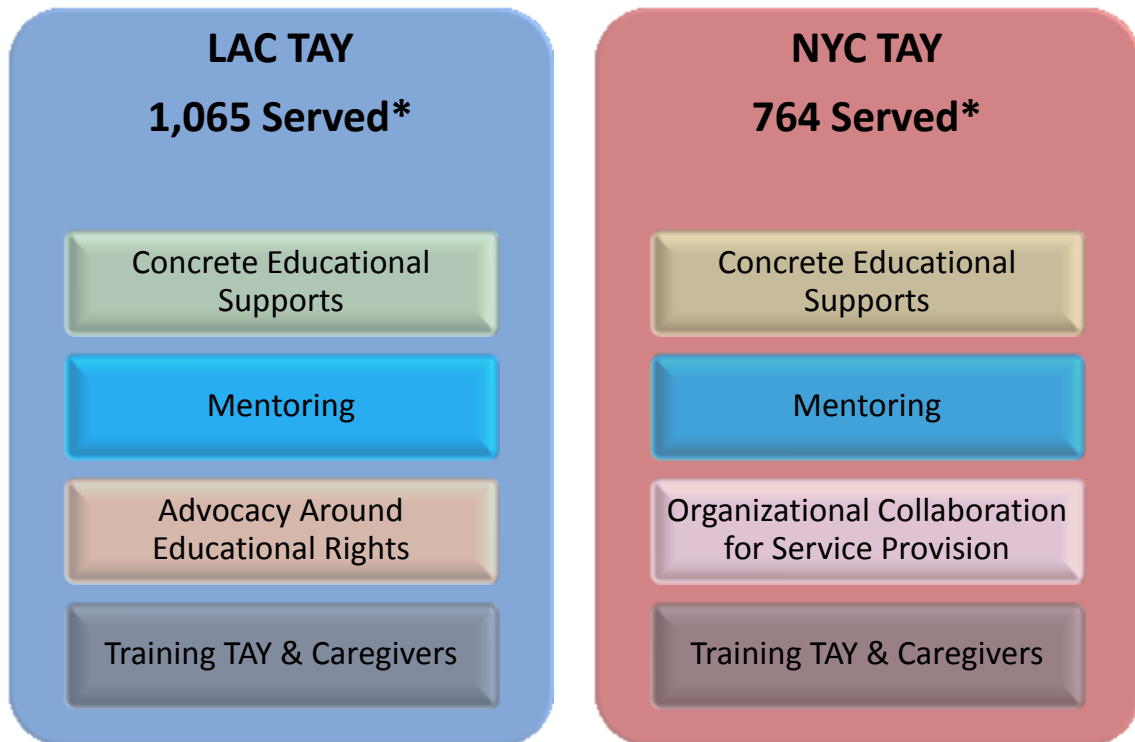 LAC TAY
1,065 Served*
Concrete Educational
Supports
Mentoring
Advocacy Around
Educational Rights
Training TAY & Caregivers
NYC TAY
764 Served*
Concrete Educational
Supports
Mentoring
Organizational Collaboration
for Service Provision
Training TAY & Caregivers